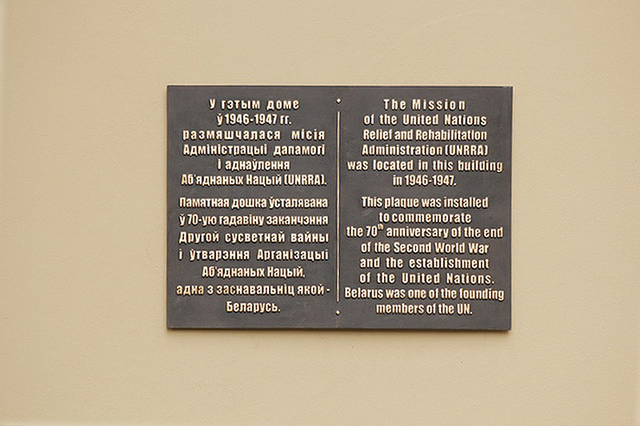 У гэтым доме
ў 1946-1947 гг.
размяшчалася місія
Адміністрацыі дапамогі
і аднаўлення
Аб'яднаных Нацый (UNRRA).
Памятная дошка ўсталявана
ў 70-ую гадавіну заканчэння
Другой сусветнай вайны
і ўтварэння Арганізацыі
Аб'яднаных Нацый,
адна з заснавальніц якой -
Беларусь.
The Mission
of the United Nations
Relief and Rehabilitation
Administration (UNRRA)
was located in this building
in 1946-1947.
This plaque was installed
to commemorate
the 70th anniversary of the end
of the Second World War
and the establishment
of the United Nations.
Belarus was one of the founding
members of the UN.